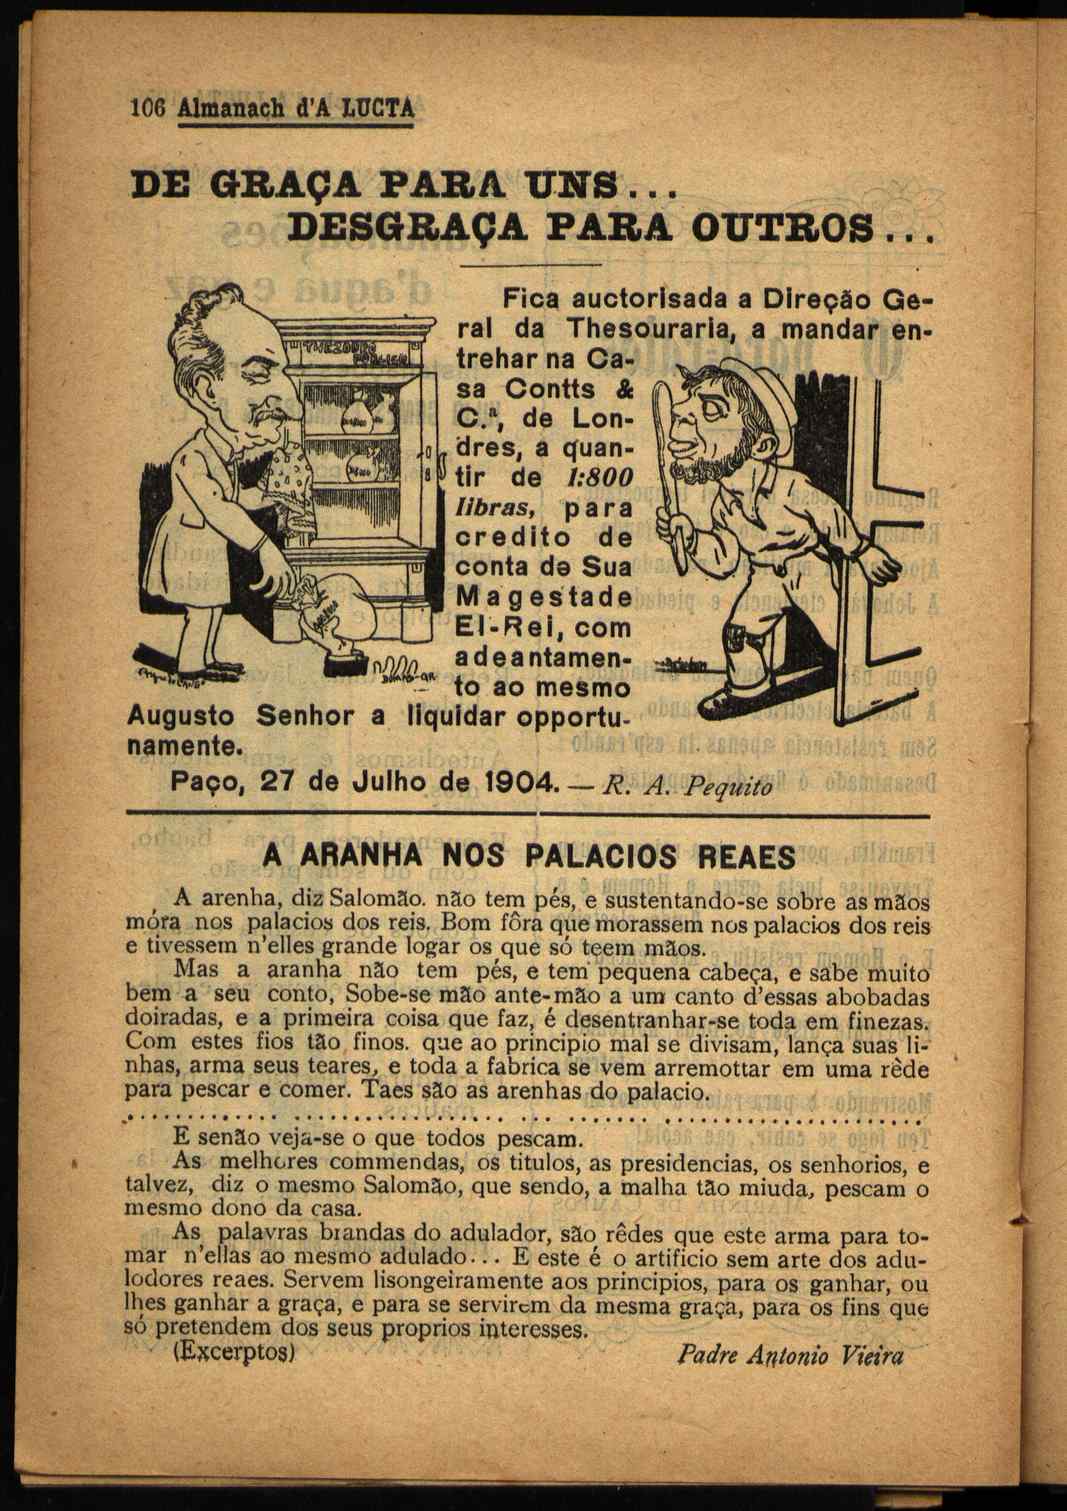 106 Almanach d'A LUCTA
DE GRAÇA PARA UNS...
DESGRAÇA PARA OUTROS...
Fica auctorisada a Direção Ge-
ral da Thesouraria, a mandar en-
trehar na Ca-
sa Contts &
C.ª, de Lon-
dres, a quan-
tir de 1:800
libras, para
credito de
conta de Sua
Magestade
El-Rei, com
adeantamen-
to ao mesmo
Augusto Senhor a liquidar opportu-
namente.
Paço, 27 de Julho de 1904.— R. A. Pequito
A ARANHA NOS PALACIOS REAES
A arenha, diz Salomão. não tem pés, e sustentando-se sobre as mãos
móra nos palacios dos reis. Bom fôra que morassem nos palacios dos reis
e tivessem n'elles grande logar os que só teem mãos.
Mas a aranha não tem pés, e tem pequena cabeça, e sabe muito
bem a seu conto, Sobe-se mão ante-mão a um canto d'essas abobadas
doiradas, e a primeira coisa que faz, é desentranhar-se toda em finezas.
Com estes fios tão finos. que ao principio mal se divisam, lança suas li-
nhas, arma seus teares, e toda a fabrica se vem arremottar em uma rêde
para pescar e comer. Taes são as arenhas do palacio.
E senão veja-se o que todos pescam.
As melhores commendas, os titulos, as presidencias, os senhorios, e
talvez, diz o mesmo Salomão, que sendo, a malha tão miuda, pescam o
mesmo dono da casa.
As palavras brandas do adulador, são rêdes que este arma para to-
mar n'ellas ao mesmo adulado... E este é o artificio sem arte dos adu-
lodores reaes. Servem lisongeiramente aos principios, para os ganhar, ou
lhes ganhar a graça, e para se servirem da mesma graça, para os fins que
só pretendem dos seus proprios interesses.
(Excerptos) Padre Antonio Vieira